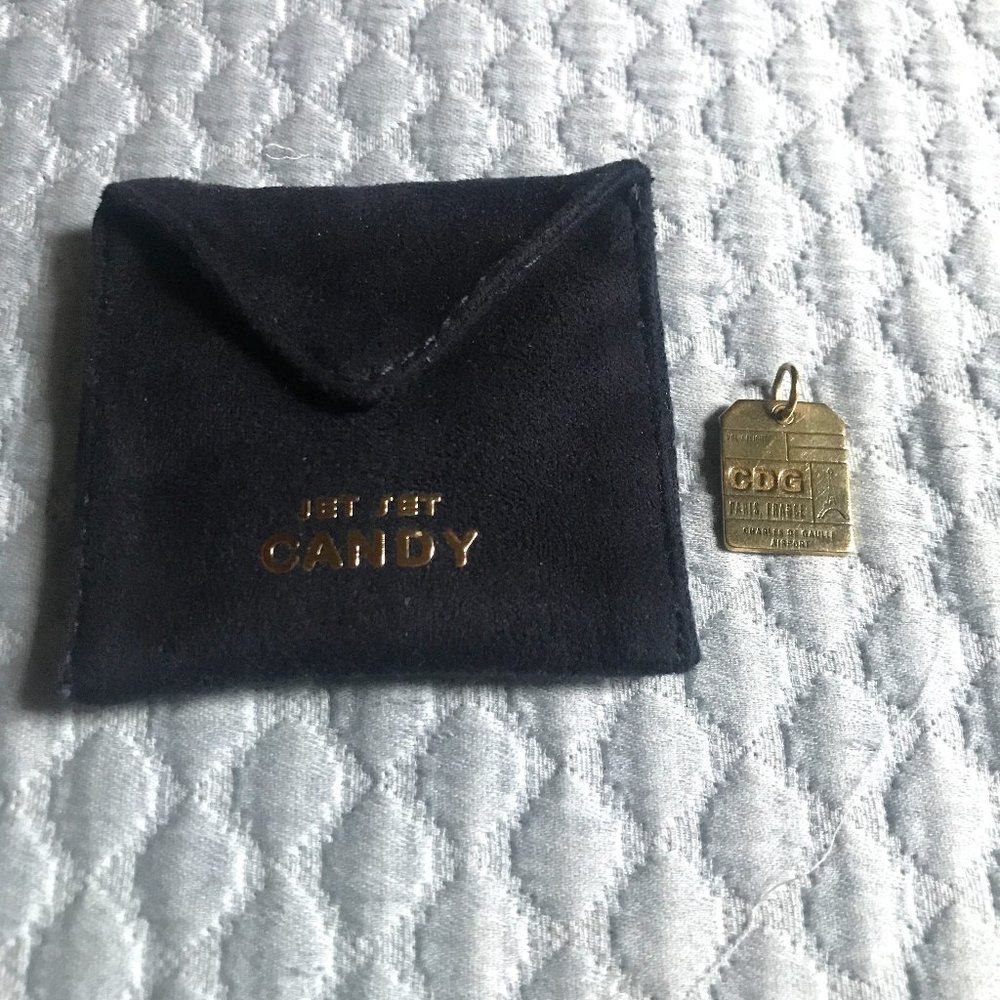 JET SET
CANDY
CDG
PARIS, FRANCE
CHARLES DE GAULLE
AIRPORT